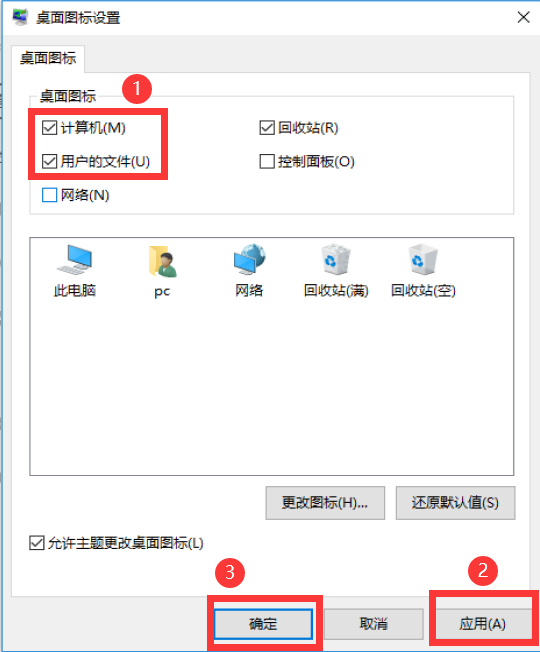 桌面图标设置
桌面图标
桌面图标
1
计算机(M)
回收站(R)
用户的文件(U)
控制面板(O)
网络(N)
此电脑
pc
网络
回收站(满)
回收站(空)
更改图标(H)...
还原默认值(S)
允许主题更改桌面图标(L)
3
2
确定
取消
应用(A)